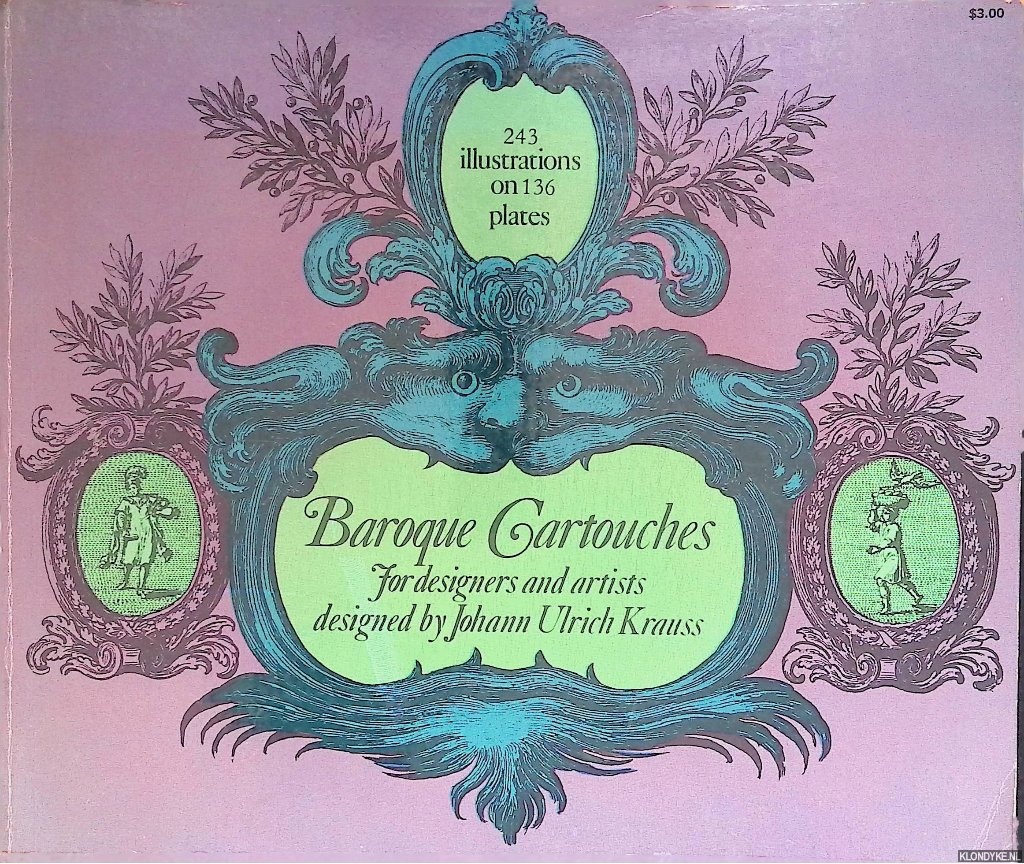 $3.00
243
illustrations
on 136
plates
Baroque Cartouches
For designers and artists
designed by Johann Ulrich Krauss
KLONDYKE.NL